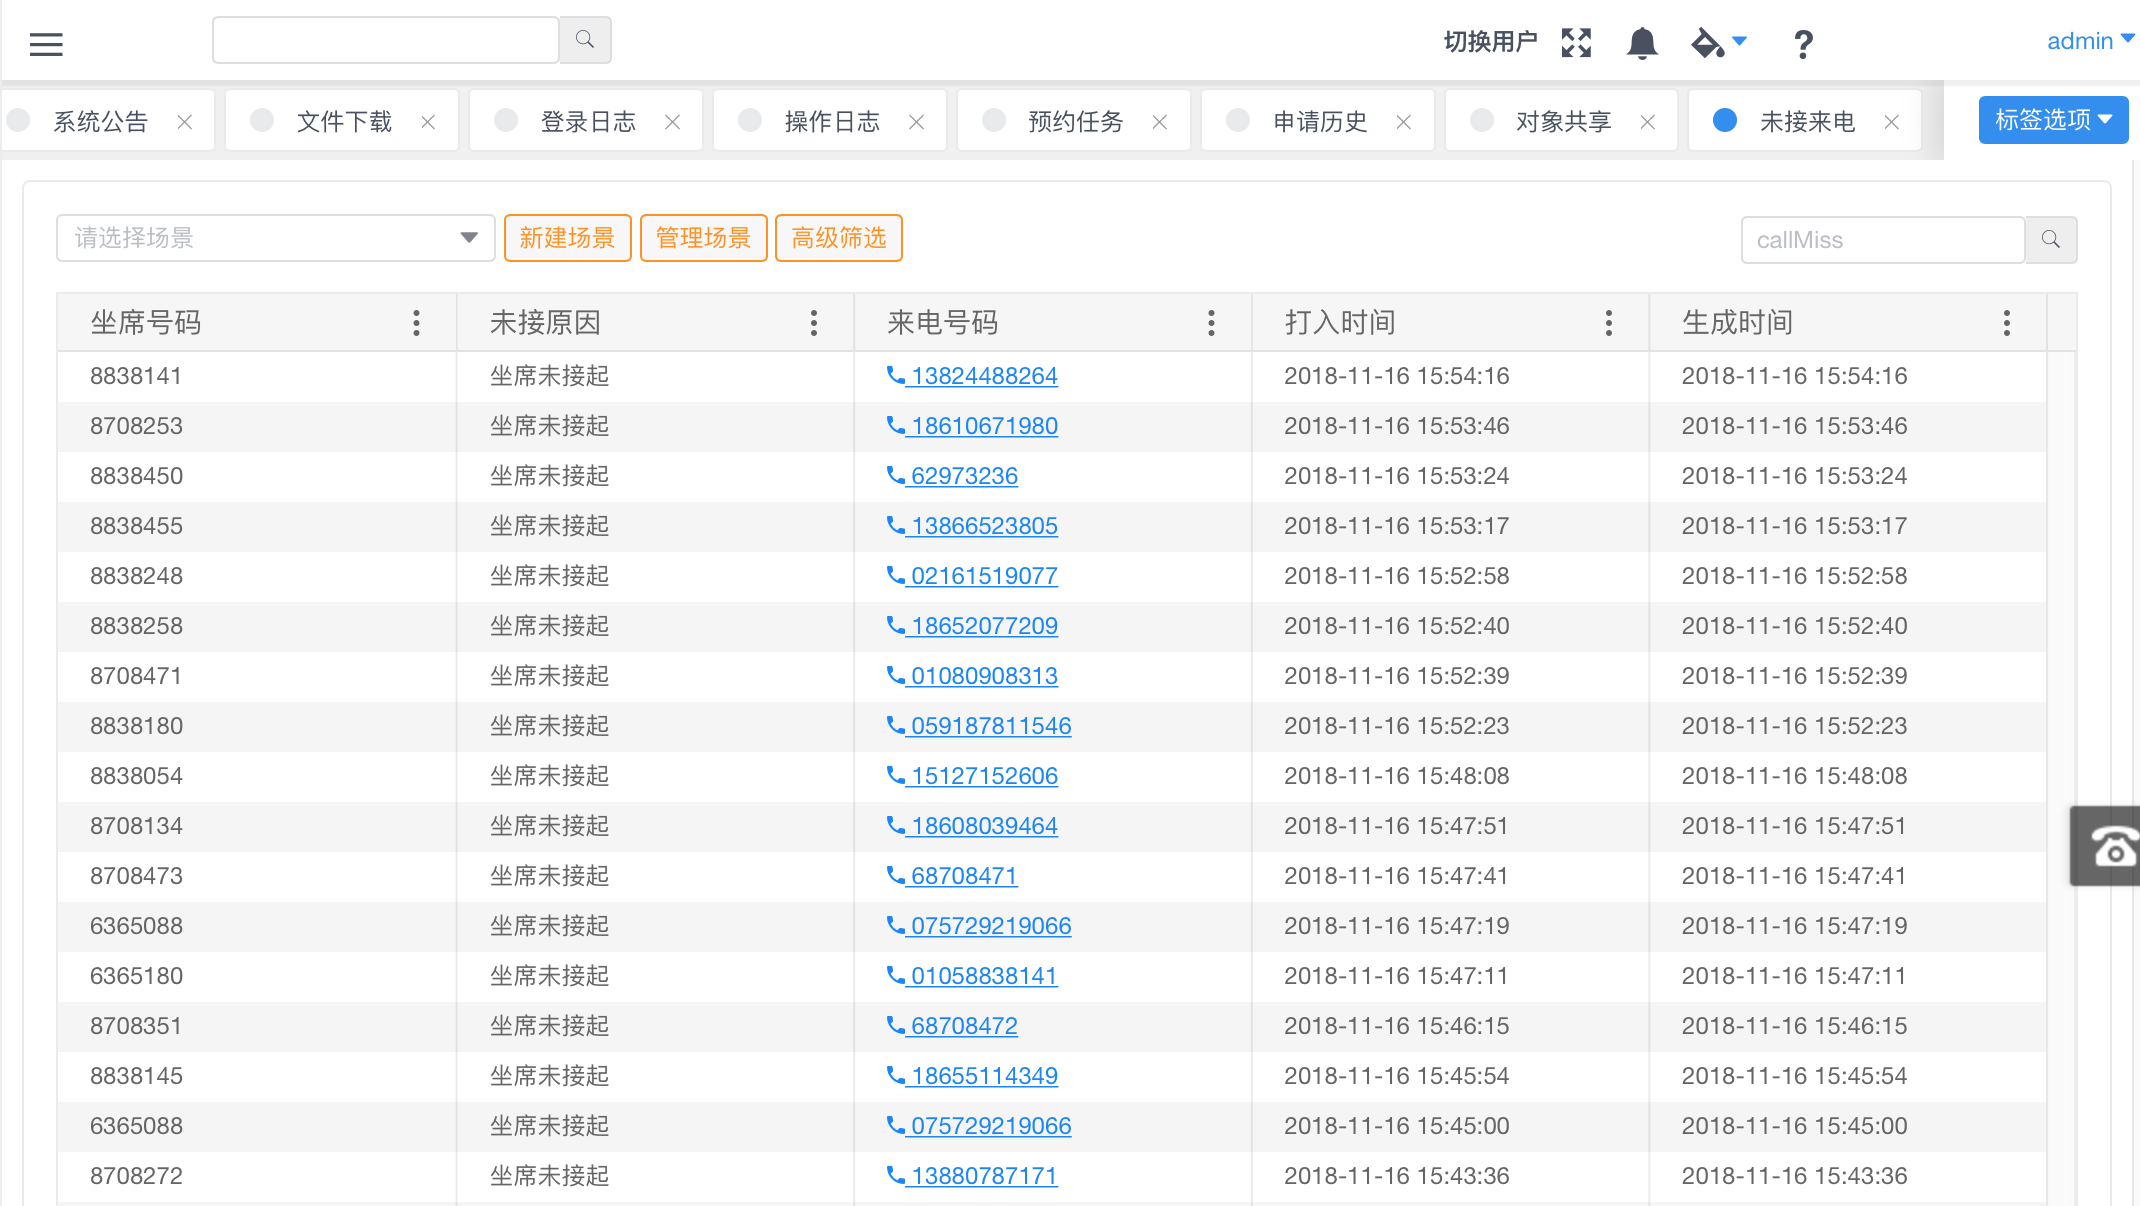 切换用户 ? admin
系统公告 文件下载 登录日志 操作日志 预约任务 申请历史 对象共享 未接来电 标签选项
请选择场景 新建场景 管理场景 高级筛选 callMiss
坐席号码 未接原因 来电号码 打入时间 生成时间
8838141 坐席未接起 13824488264 2018-11-16 15:54:16 2018-11-16 15:54:16
8708253 坐席未接起 18610671980 2018-11-16 15:53:46 2018-11-16 15:53:46
8838450 坐席未接起 62973236 2018-11-16 15:53:24 2018-11-16 15:53:24
8838455 坐席未接起 13866523805 2018-11-16 15:53:17 2018-11-16 15:53:17
8838248 坐席未接起 02161519077 2018-11-16 15:52:58 2018-11-16 15:52:58
8838258 坐席未接起 18652077209 2018-11-16 15:52:40 2018-11-16 15:52:40
8708471 坐席未接起 01080908313 2018-11-16 15:52:39 2018-11-16 15:52:39
8838180 坐席未接起 059187811546 2018-11-16 15:52:23 2018-11-16 15:52:23
8838054 坐席未接起 15127152606 2018-11-16 15:48:08 2018-11-16 15:48:08
8708134 坐席未接起 18608039464 2018-11-16 15:47:51 2018-11-16 15:47:51
8708473 坐席未接起 68708471 2018-11-16 15:47:41 2018-11-16 15:47:41
6365088 坐席未接起 075729219066 2018-11-16 15:47:19 2018-11-16 15:47:19
6365180 坐席未接起 01058838141 2018-11-16 15:47:11 2018-11-16 15:47:11
8708351 坐席未接起 68708472 2018-11-16 15:46:15 2018-11-16 15:46:15
8838145 坐席未接起 18655114349 2018-11-16 15:45:54 2018-11-16 15:45:54
6365088 坐席未接起 075729219066 2018-11-16 15:45:00 2018-11-16 15:45:00
8708272 坐席未接起 13880787171 2018-11-16 15:43:36 2018-11-16 15:43:36